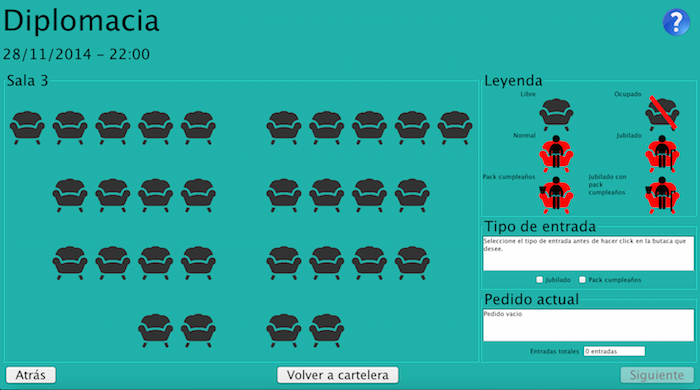 Diplomacia
?
28/11/2014 - 22:00
Sala 3
Leyenda
Libre
Ocupado
Normal
Jubilado
Pack cumpleaños
Jubilado con
pack
cumpleaños
Tipo de entrada
Seleccione el tipo de entrada antes de hacer click en la butaca que
desee.
Jubilado
Pack cumpleaños
Pedido actual
Pedido vacio
Entradas totales
0 entradas
Atrás
Volver a cartelera
Siguiente